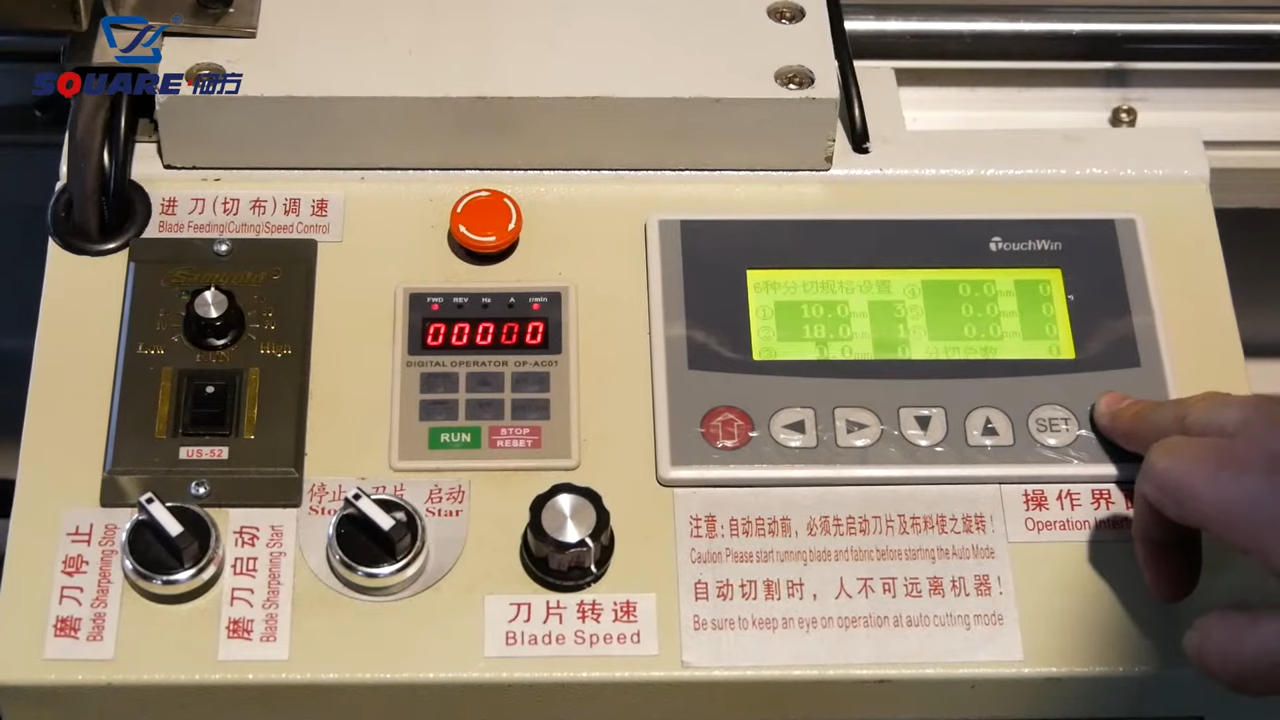 SQUARE 硕方
进刀(切布)调速
Blade Feeding(Cutting)Speed Control
Low
RUN
High
US-52
FWD REV Hz A r/min
00000
DIGITAL OPERATOR OP-AC01
RUN
STOP
RESET
TouchWin
6种分切规格设置
① 10.0mm 3
② 18.0mm 1
③ 0.0mm 0
④ 0.0mm 0
⑤ 0.0mm 0
0.0mm 0
分切总数 0
SET
磨刀停止
Blade Sharpening Stop
磨刀启动
Blade Sharpening Start
停止 刀片 启动
Star
刀片转速
Blade Speed
注意:自动启动前,必须先启动刀片及布料使之旋转!
Caution:Please start running blade and fabric before starting the Auto Mode.
自动切割时,人不可远离机器!
Be sure to keep an eye on operation at auto cutting mode
操作界
Operation